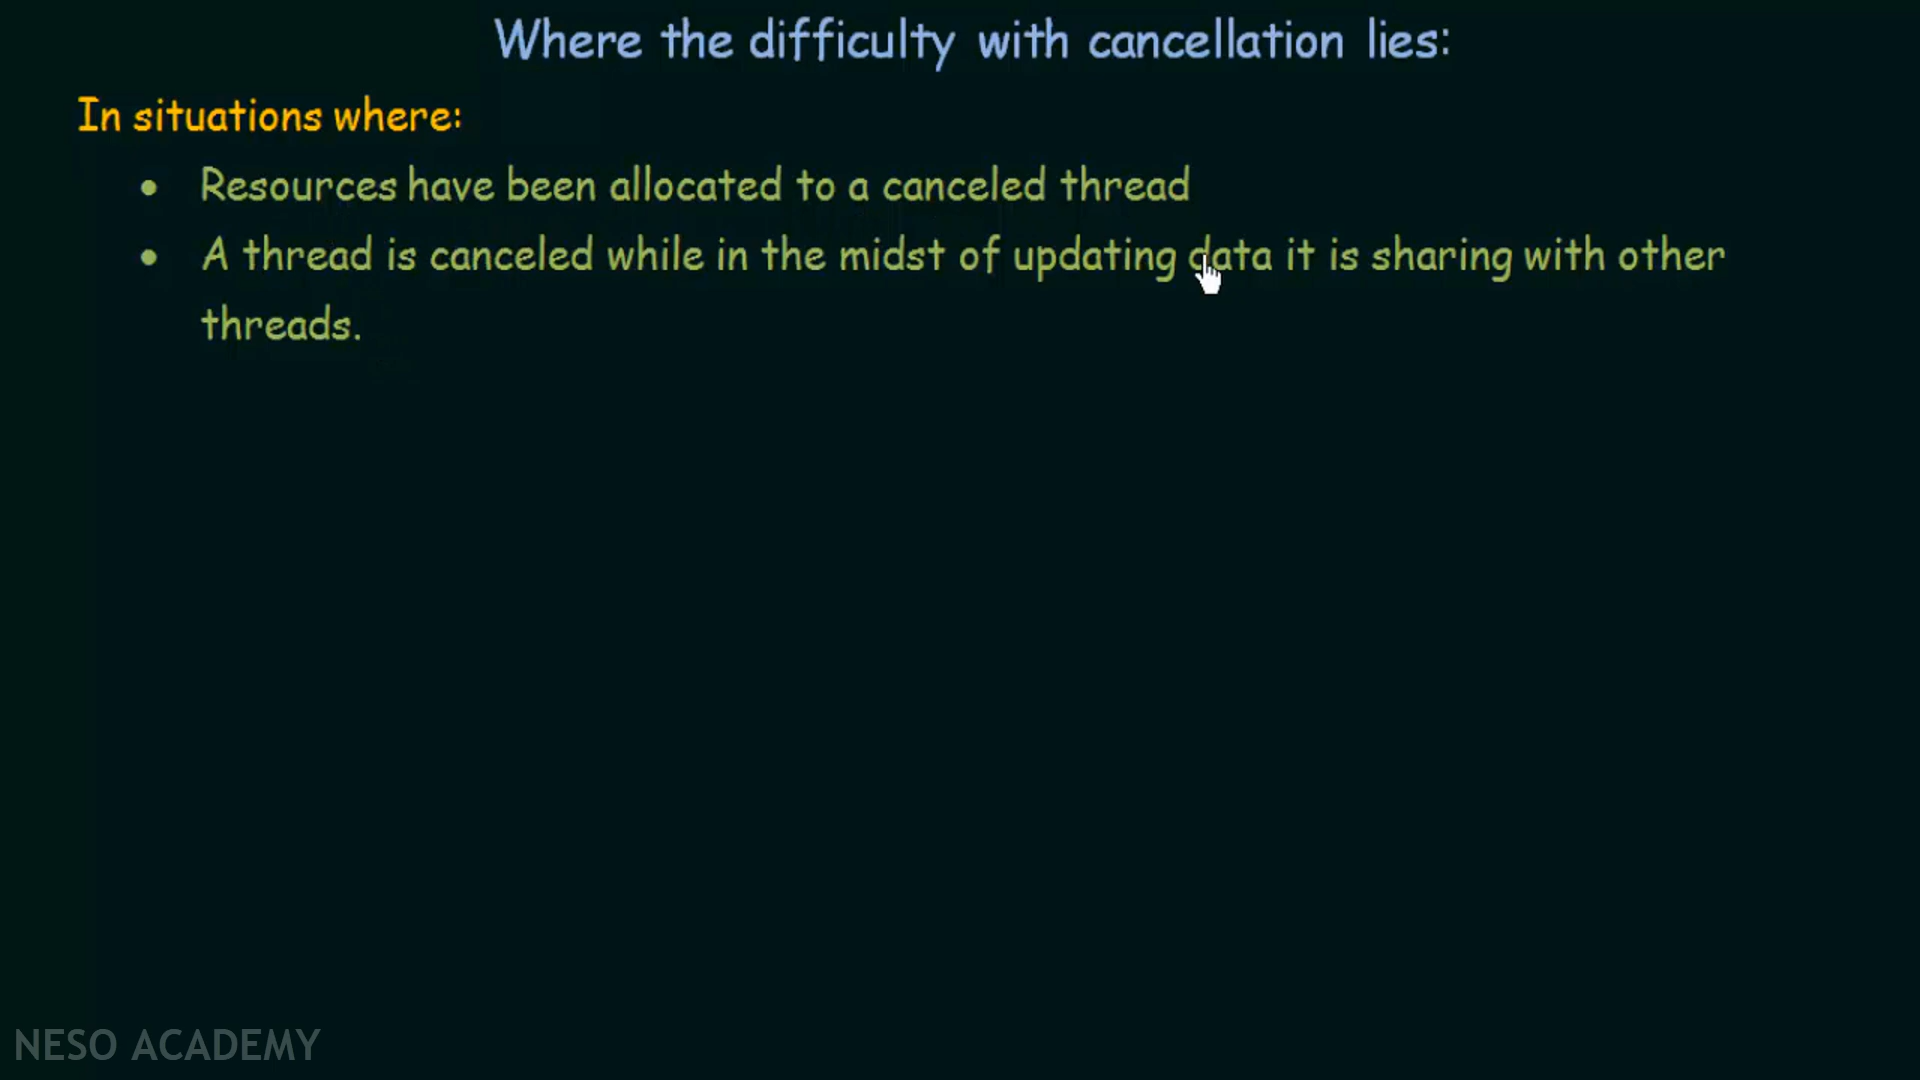 Where the difficulty with cancellation lies:
In situations where:
• Resources have been allocated to a canceled thread
• A thread is canceled while in the midst of updating data it is sharing with other
threads.
NESO ACADEMY